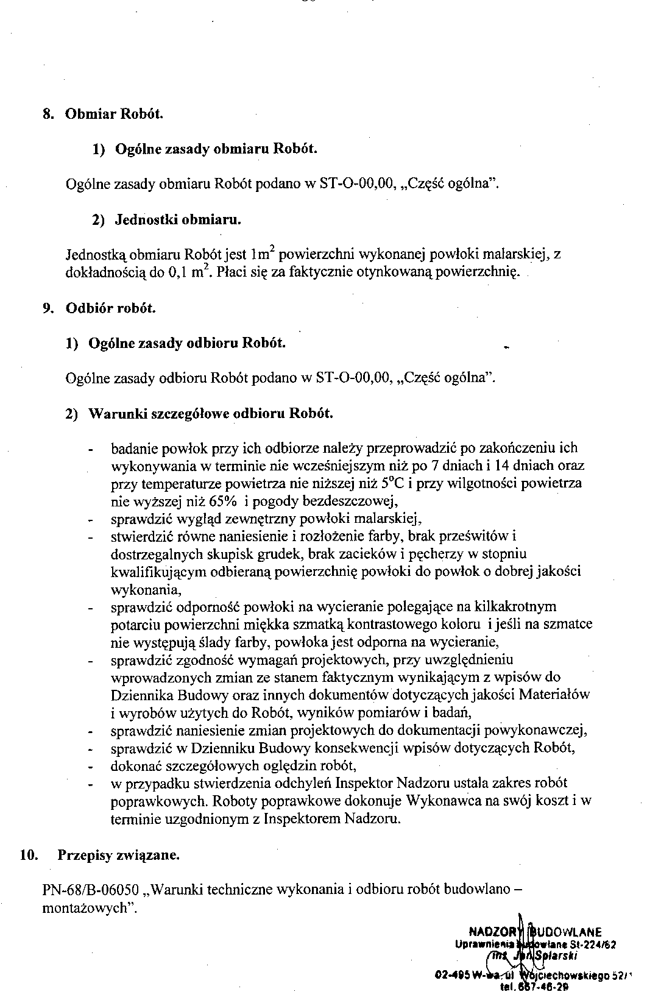 8. Obmiar Robót.
1) Ogólne zasady obmiaru Robót.
Ogólne zasady obmiaru Robót podano w ST-O-00,00, „Część ogólna”.
2) Jednostki obmiaru.
Jednostką obmiaru Robót jest 1m² powierzchni wykonanej powłoki malarskiej, z
dokładnością do 0,1 m². Płaci się za faktycznie otynkowaną powierzchnię.
9. Odbiór robót.
1) Ogólne zasady odbioru Robót.
Ogólne zasady odbioru Robót podano w ST-O-00,00, „Część ogólna”.
2) Warunki szczegółowe odbioru Robót.
- badanie powłok przy ich odbiorze należy przeprowadzić po zakończeniu ich
wykonywania w terminie nie wcześniejszym niż po 7 dniach i 14 dniach oraz
przy temperaturze powietrza nie niższej niż 5⁰C i przy wilgotności powietrza
nie wyższej niż 65% i pogody bezdeszczowej,
- sprawdzić wygląd zewnętrzny powłoki malarskiej,
- stwierdzić równe naniesienie i rozłożenie farby, brak prześwitów i
dostrzegalnych skupisk grudek, brak zacieków i pęcherzy w stopniu
kwalifikującym odbieraną powierzchnię powłoki do powłok o dobrej jakości
wykonania,
- sprawdzić odporność powłoki na wycieranie polegające na kilkakrotnym
potarciu powierzchni miękka szmatką kontrastowego koloru i jeśli na szmatce
nie występują ślady farby, powłoka jest odporna na wycieranie,
- sprawdzić zgodność wymagań projektowych, przy uwzględnieniu
wprowadzonych zmian ze stanem faktycznym wynikającym z wpisów do
Dziennika Budowy oraz innych dokumentów dotyczących jakości Materiałów
i wyrobów użytych do Robót, wyników pomiarów i badań,
- sprawdzić naniesienie zmian projektowych do dokumentacji powykonawczej,
- sprawdzić w Dzienniku Budowy konsekwencji wpisów dotyczących Robót,
- dokonać szczegółowych oględzin robót,
- w przypadku stwierdzenia odchyleń Inspektor Nadzoru ustala zakres robót
poprawkowych. Roboty poprawkowe dokonuje Wykonawca na swój koszt i w
terminie uzgodnionym z Inspektorem Nadzoru.
10. Przepisy związane.
PN-68/B-06050 „Warunki techniczne wykonania i odbioru robót budowlano –
montażowych”.
NADZORY BUDOWLANE
Uprawnienia budowlane St-224/62
inż. Jan Splarski
02-495 W-wa ul Wojciechowskiego
tel. 667-46-29